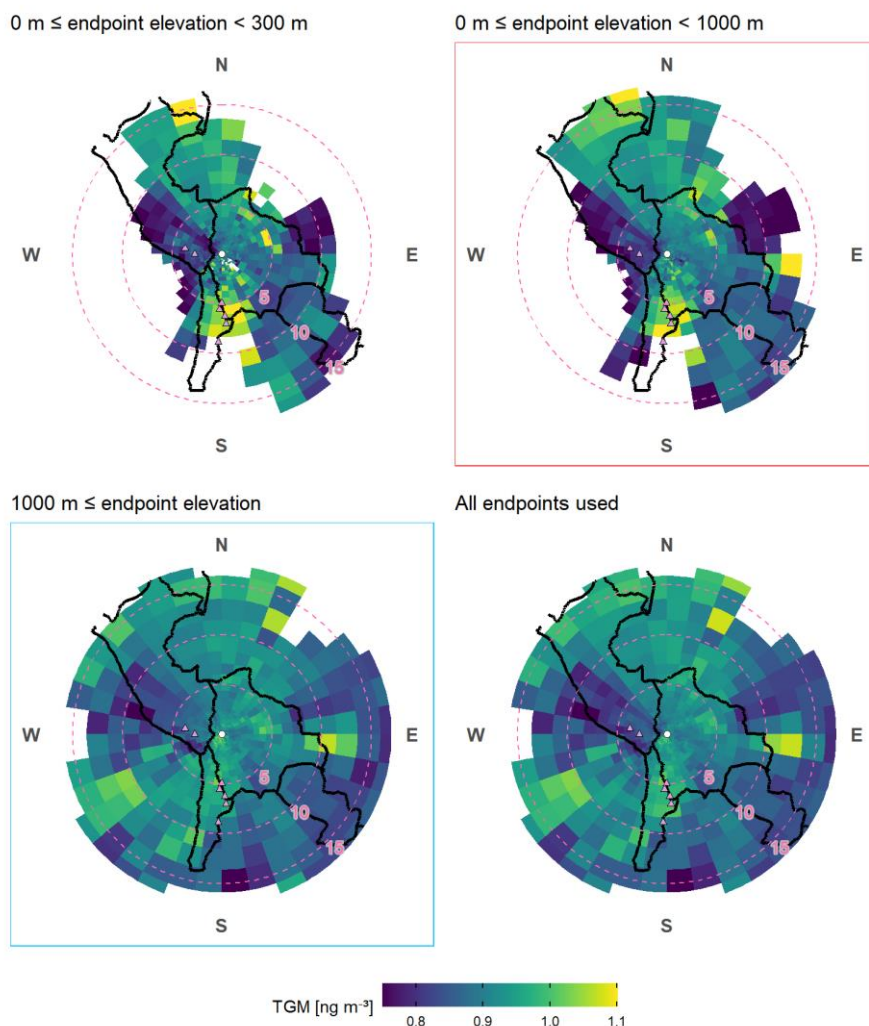 0 m ≤ endpoint elevation < 300 m
0 m ≤ endpoint elevation < 1000 m
N
W
E
S
5
10
15
N
W
E
S
5
10
15
1000 m ≤ endpoint elevation
All endpoints used
N
W
E
S
5
10
15
N
W
E
S
5
10
15
TGM [ng m⁻³]
0.8 0.9 1.0 1.1